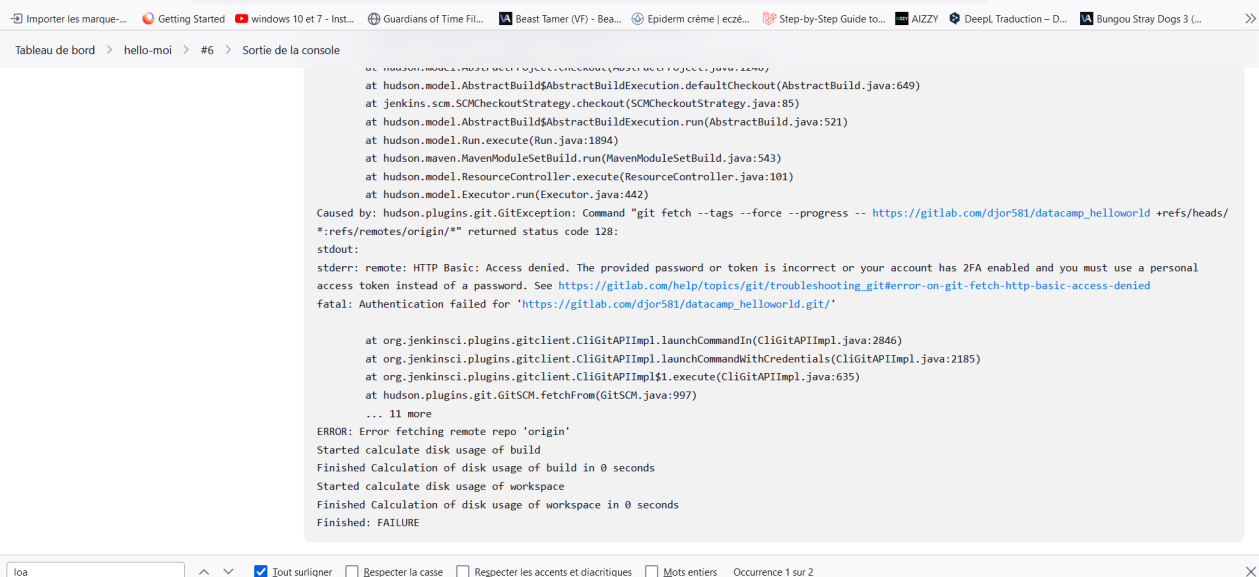 Importer les marque-... Getting Started windows 10 et 7 - Inst... Guardians of Time Fil... Beast Tamer (VF) - Bea... Epiderm crème | eczé... Step-by-Step Guide to... AIZZY DeepL Traduction – D... Bungou Stray Dogs 3 (...
Tableau de bord > hello-moi > #6 > Sortie de la console
at hudson.model.AbstractProject.checkout(AbstractProject.java:1248)
at hudson.model.AbstractBuild$AbstractBuildExecution.defaultCheckout(AbstractBuild.java:649)
at jenkins.scm.SCMCheckoutStrategy.checkout(SCMCheckoutStrategy.java:85)
at hudson.model.AbstractBuild$AbstractBuildExecution.run(AbstractBuild.java:521)
at hudson.model.Run.execute(Run.java:1894)
at hudson.maven.MavenModuleSetBuild.run(MavenModuleSetBuild.java:543)
at hudson.model.ResourceController.execute(ResourceController.java:101)
at hudson.model.Executor.run(Executor.java:442)
Caused by: hudson.plugins.git.GitException: Command "git fetch --tags --force --progress -- https://gitlab.com/djor581/datacamp_helloworld +refs/heads/
*:refs/remotes/origin/*" returned status code 128:
stdout:
stderr: remote: HTTP Basic: Access denied. The provided password or token is incorrect or your account has 2FA enabled and you must use a personal
access token instead of a password. See https://gitlab.com/help/topics/git/troubleshooting_git#error-on-git-fetch-http-basic-access-denied
fatal: Authentication failed for 'https://gitlab.com/djor581/datacamp_helloworld.git/'
at org.jenkinsci.plugins.gitclient.CliGitAPIImpl.launchCommandIn(CliGitAPIImpl.java:2846)
at org.jenkinsci.plugins.gitclient.CliGitAPIImpl.launchCommandWithCredentials(CliGitAPIImpl.java:2185)
at org.jenkinsci.plugins.gitclient.CliGitAPIImpl$1.execute(CliGitAPIImpl.java:635)
at hudson.plugins.git.GitSCM.fetchFrom(GitSCM.java:997)
... 11 more
ERROR: Error fetching remote repo 'origin'
Started calculate disk usage of build
Finished Calculation of disk usage of build in 0 seconds
Started calculate disk usage of workspace
Finished Calculation of disk usage of workspace in 0 seconds
Finished: FAILURE
loa Tout surligner Respecter la casse Respecter les accents et diacritiques Mots entiers Occurrence 1 sur 2